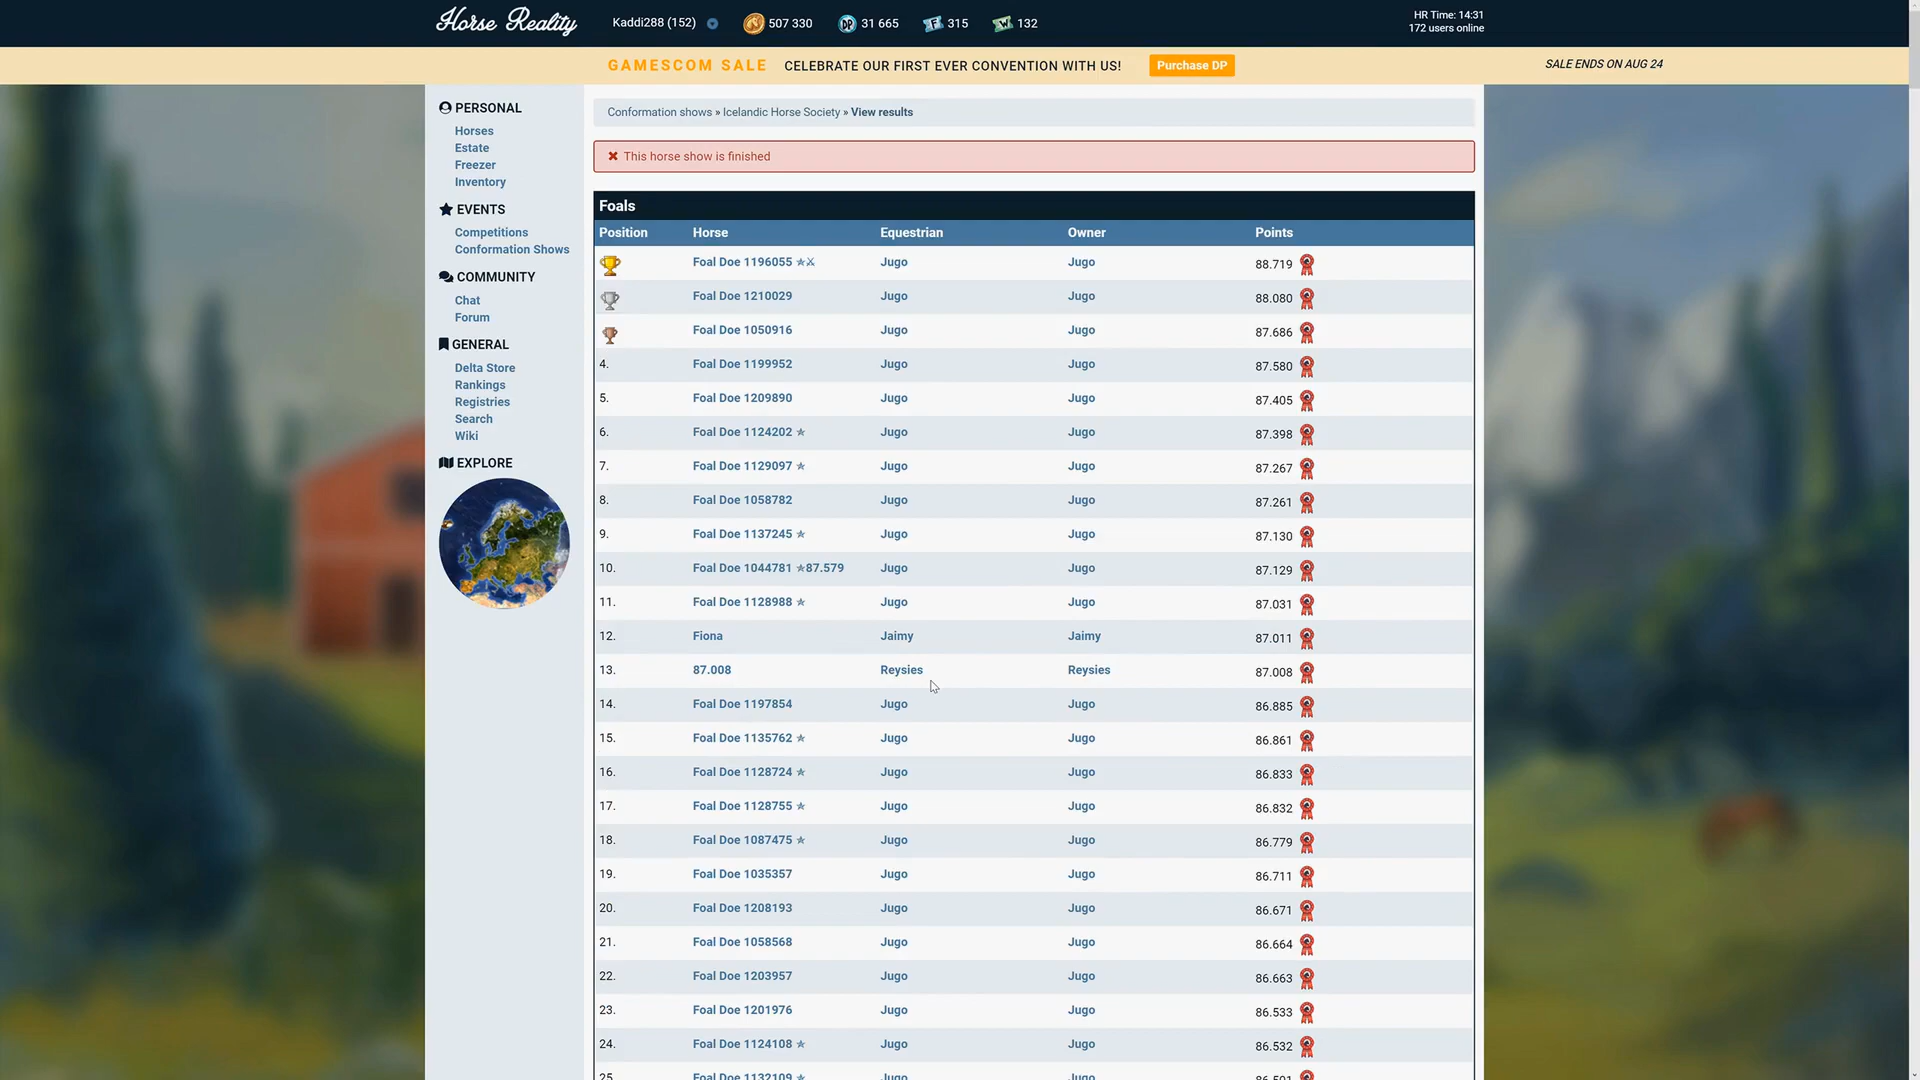 Horse Reality
Kaddi288 (152) 507 330 DP 31 665 F 315 W 132
HR Time: 14:31
172 users online
GAMESCOM SALE CELEBRATE OUR FIRST EVER CONVENTION WITH US! Purchase DP SALE ENDS ON AUG 24
PERSONAL
Horses
Estate
Freezer
Inventory
EVENTS
Competitions
Conformation Shows
COMMUNITY
Chat
Forum
GENERAL
Delta Store
Rankings
Registries
Search
Wiki
EXPLORE
Conformation shows » Icelandic Horse Society » View results
✖ This horse show is finished
Foals
Position Horse Equestrian Owner Points
Foal Doe 1196055 ★⚔ Jugo Jugo 88.719
Foal Doe 1210029 Jugo Jugo 88.080
Foal Doe 1050916 Jugo Jugo 87.686
4. Foal Doe 1199952 Jugo Jugo 87.580
5. Foal Doe 1209890 Jugo Jugo 87.405
6. Foal Doe 1124202 ★ Jugo Jugo 87.398
7. Foal Doe 1129097 ★ Jugo Jugo 87.267
8. Foal Doe 1058782 Jugo Jugo 87.261
9. Foal Doe 1137245 ★ Jugo Jugo 87.130
10. Foal Doe 1044781 ★87.579 Jugo Jugo 87.129
11. Foal Doe 1128988 ★ Jugo Jugo 87.031
12. Fiona Jaimy Jaimy 87.011
13. 87.008 Reysies Reysies 87.008
14. Foal Doe 1197854 Jugo Jugo 86.885
15. Foal Doe 1135762 ★ Jugo Jugo 86.861
16. Foal Doe 1128724 ★ Jugo Jugo 86.833
17. Foal Doe 1128755 ★ Jugo Jugo 86.832
18. Foal Doe 1087475 ★ Jugo Jugo 86.779
19. Foal Doe 1035357 Jugo Jugo 86.711
20. Foal Doe 1208193 Jugo Jugo 86.671
21. Foal Doe 1058568 Jugo Jugo 86.664
22. Foal Doe 1203957 Jugo Jugo 86.663
23. Foal Doe 1201976 Jugo Jugo 86.533
24. Foal Doe 1124108 ★ Jugo Jugo 86.532
25. Foal Doe 1132109 ★ Jugo Jugo 86.501